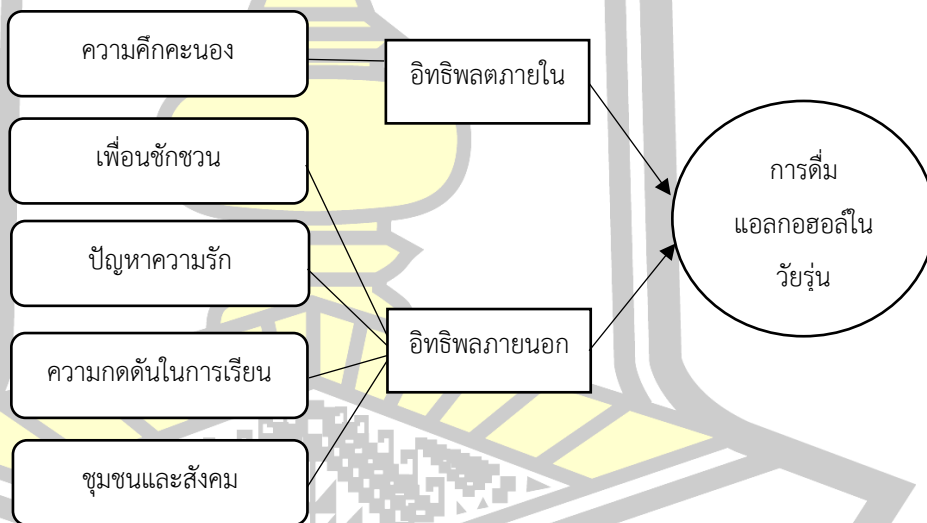 ความคึกคะนอง
อิทธิพลตภายใน
เพื่อนชักชวน
การดื่ม
แอลกอฮอล์ใน
วัยรุ่น
ปัญหาความรัก
อิทธิพลภายนอก
ความกดดันในการเรียน
ชุมชนและสังคม